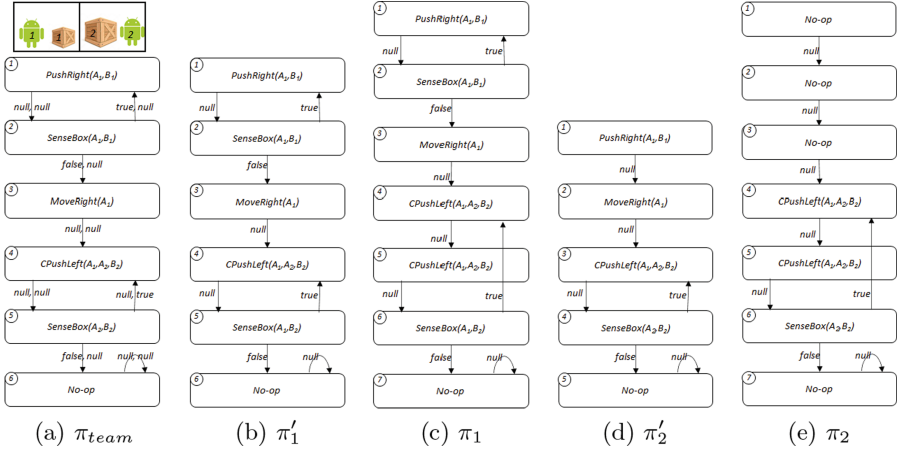 1
2
1
2
1
PushRight(A₁,B₁)
null, null
true, null
2
SenseBox(A₁,B₁)
false, null
3
MoveRight(A₁)
null, null
4
CPushLeft(A₁,A₂,B₂)
null, null
null, true
5
SenseBox(A₂,B₂)
false, null
null, null
6
No-op
(a) π_team
1
PushRight(A₁,B₁)
null
true
2
SenseBox(A₁,B₁)
false
3
MoveRight(A₁)
null
4
CPushLeft(A₁,A₂,B₂)
null
true
5
SenseBox(A₂,B₂)
false
null
6
No-op
(b) π′₁
1
PushRight(A₁,B₁)
null
true
2
SenseBox(A₁,B₁)
false
3
MoveRight(A₁)
null
4
CPushLeft(A₁,A₂,B₂)
null
5
CPushLeft(A₁,A₂,B₂)
null
true
6
SenseBox(A₁,B₂)
false
null
7
No-op
(c) π₁
1
PushRight(A₁,B₁)
null
2
MoveRight(A₁)
null
3
CPushLeft(A₁,A₂,B₂)
null
true
4
SenseBox(A₂,B₂)
false
null
5
No-op
(d) π′₂
1
No-op
null
2
No-op
null
3
No-op
null
4
CPushLeft(A₁,A₂,B₂)
null
5
CPushLeft(A₁,A₂,B₂)
null
true
6
SenseBox(A₂,B₂)
false
null
7
No-op
(e) π₂